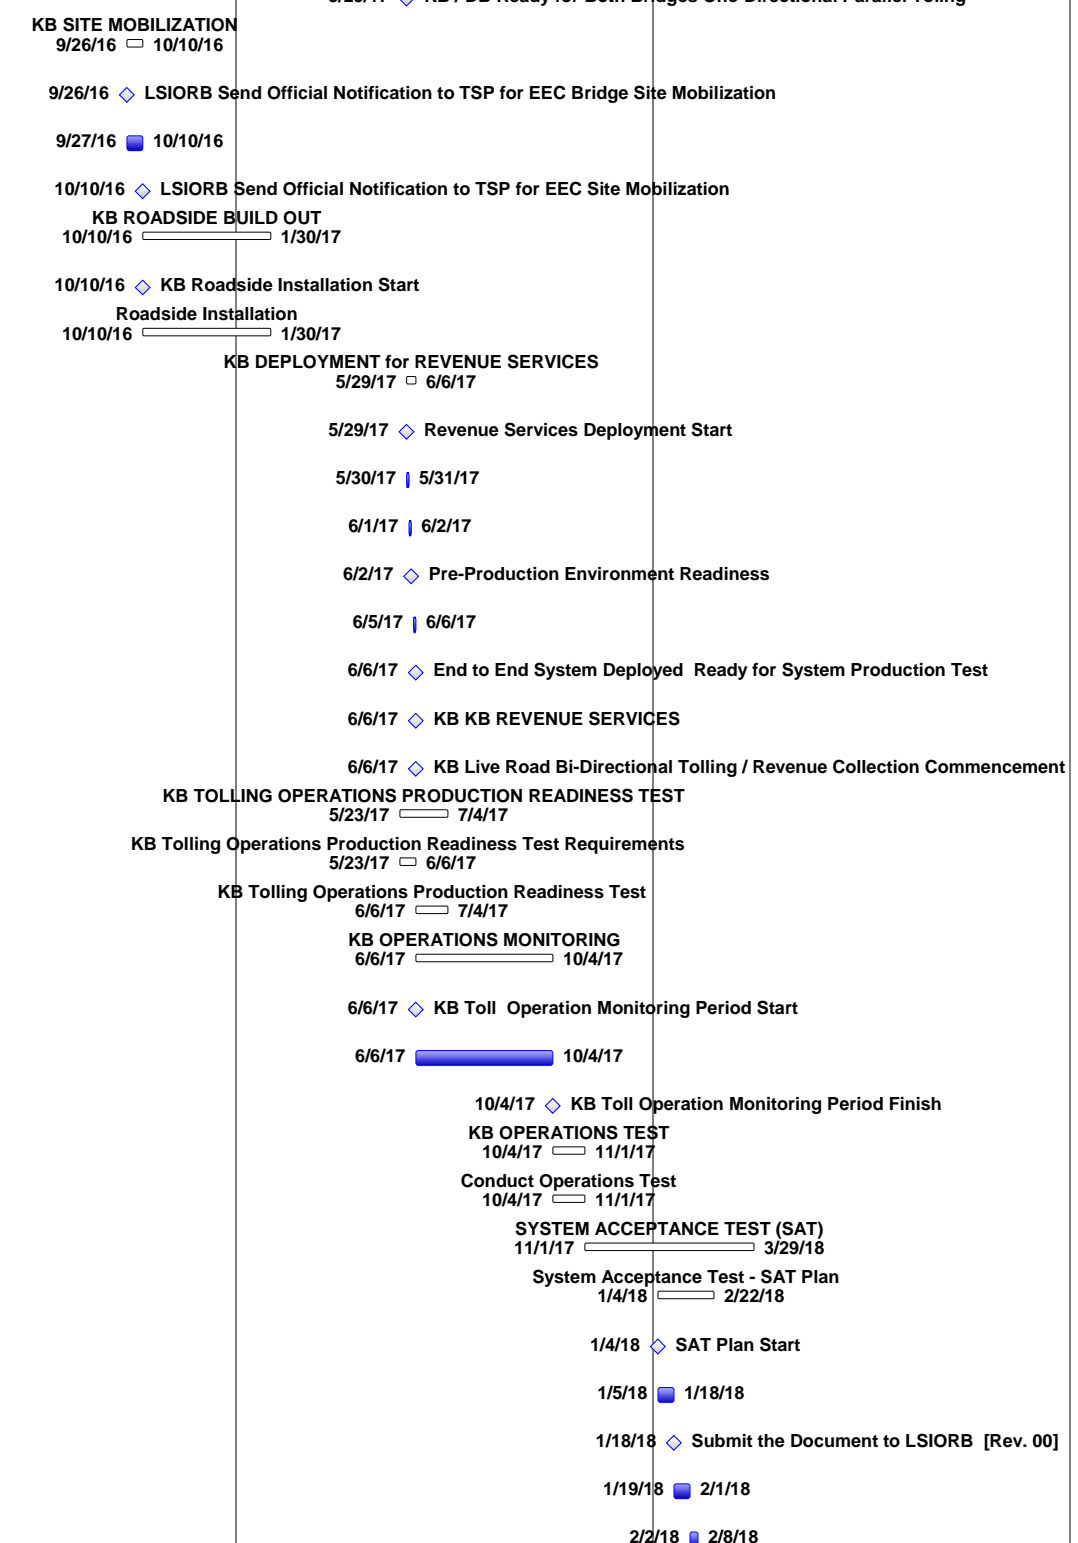 KB / DB Ready for Both Bridges One-Directional Parallel Tolling
KB SITE MOBILIZATION
9/26/16 10/10/16
9/26/16 LSIORB Send Official Notification to TSP for EEC Bridge Site Mobilization
9/27/16 10/10/16
10/10/16 LSIORB Send Official Notification to TSP for EEC Site Mobilization
KB ROADSIDE BUILD OUT
10/10/16 1/30/17
10/10/16 KB Roadside Installation Start
Roadside Installation
10/10/16 1/30/17
KB DEPLOYMENT for REVENUE SERVICES
5/29/17 6/6/17
5/29/17 Revenue Services Deployment Start
5/30/17 5/31/17
6/1/17 6/2/17
6/2/17 Pre-Production Environment Readiness
6/5/17 6/6/17
6/6/17 End to End System Deployed  Ready for System Production Test
6/6/17 KB KB REVENUE SERVICES
6/6/17 KB Live Road Bi-Directional Tolling / Revenue Collection Commencement
KB TOLLING OPERATIONS PRODUCTION READINESS TEST
5/23/17 7/4/17
KB Tolling Operations Production Readiness Test Requirements
5/23/17 6/6/17
KB Tolling Operations Production Readiness Test
6/6/17 7/4/17
KB OPERATIONS MONITORING
6/6/17 10/4/17
6/6/17 KB Toll  Operation Monitoring Period Start
6/6/17 10/4/17
10/4/17 KB Toll Operation Monitoring Period Finish
KB OPERATIONS TEST
10/4/17 11/1/17
Conduct Operations Test
10/4/17 11/1/17
SYSTEM ACCEPTANCE TEST (SAT)
11/1/17 3/29/18
System Acceptance Test - SAT Plan
1/4/18 2/22/18
1/4/18 SAT Plan Start
1/5/18 1/18/18
1/18/18 Submit the Document to LSIORB  [Rev. 00]
1/19/18 2/1/18
2/2/18 2/8/18